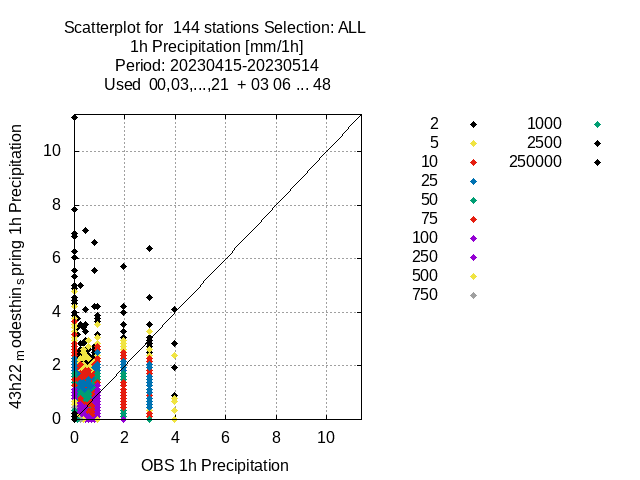 Scatterplot for 144 stations Selection: ALL
1h Precipitation [mm/1h]
Period: 20230415-20230514
Used 00,03,...,21 + 03 06 ... 48
43h22 m odesthin s pring 1h Precipitation
10
8
6
4
2
0
0 2 4 6 8 10
OBS 1h Precipitation
2 1000
5 2500
10 250000
25
50
75
100
250
500
750